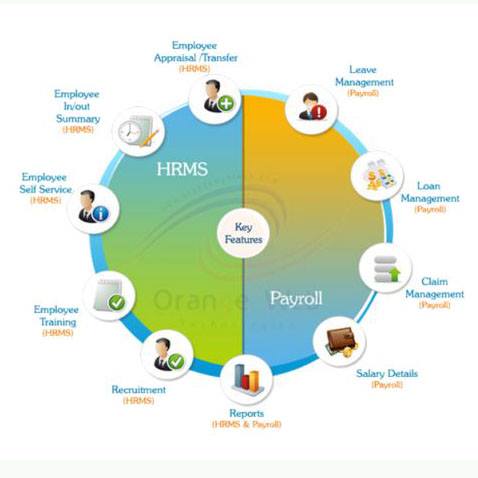 Employee
Appraisal /Transfer
(HRMS)
Leave
Management
(Payroll)
Employee
In/out
Summary
(HRMS)
HRMS
Employee
Self Service
(HRMS)
Loan
Management
(Payroll)
Key
Features
Claim
Management
(Payroll)
Payroll
Employee
Training
(HRMS)
Salary Details
(Payroll)
Recruitment
(HRMS)
Reports
(HRMS & Payroll)